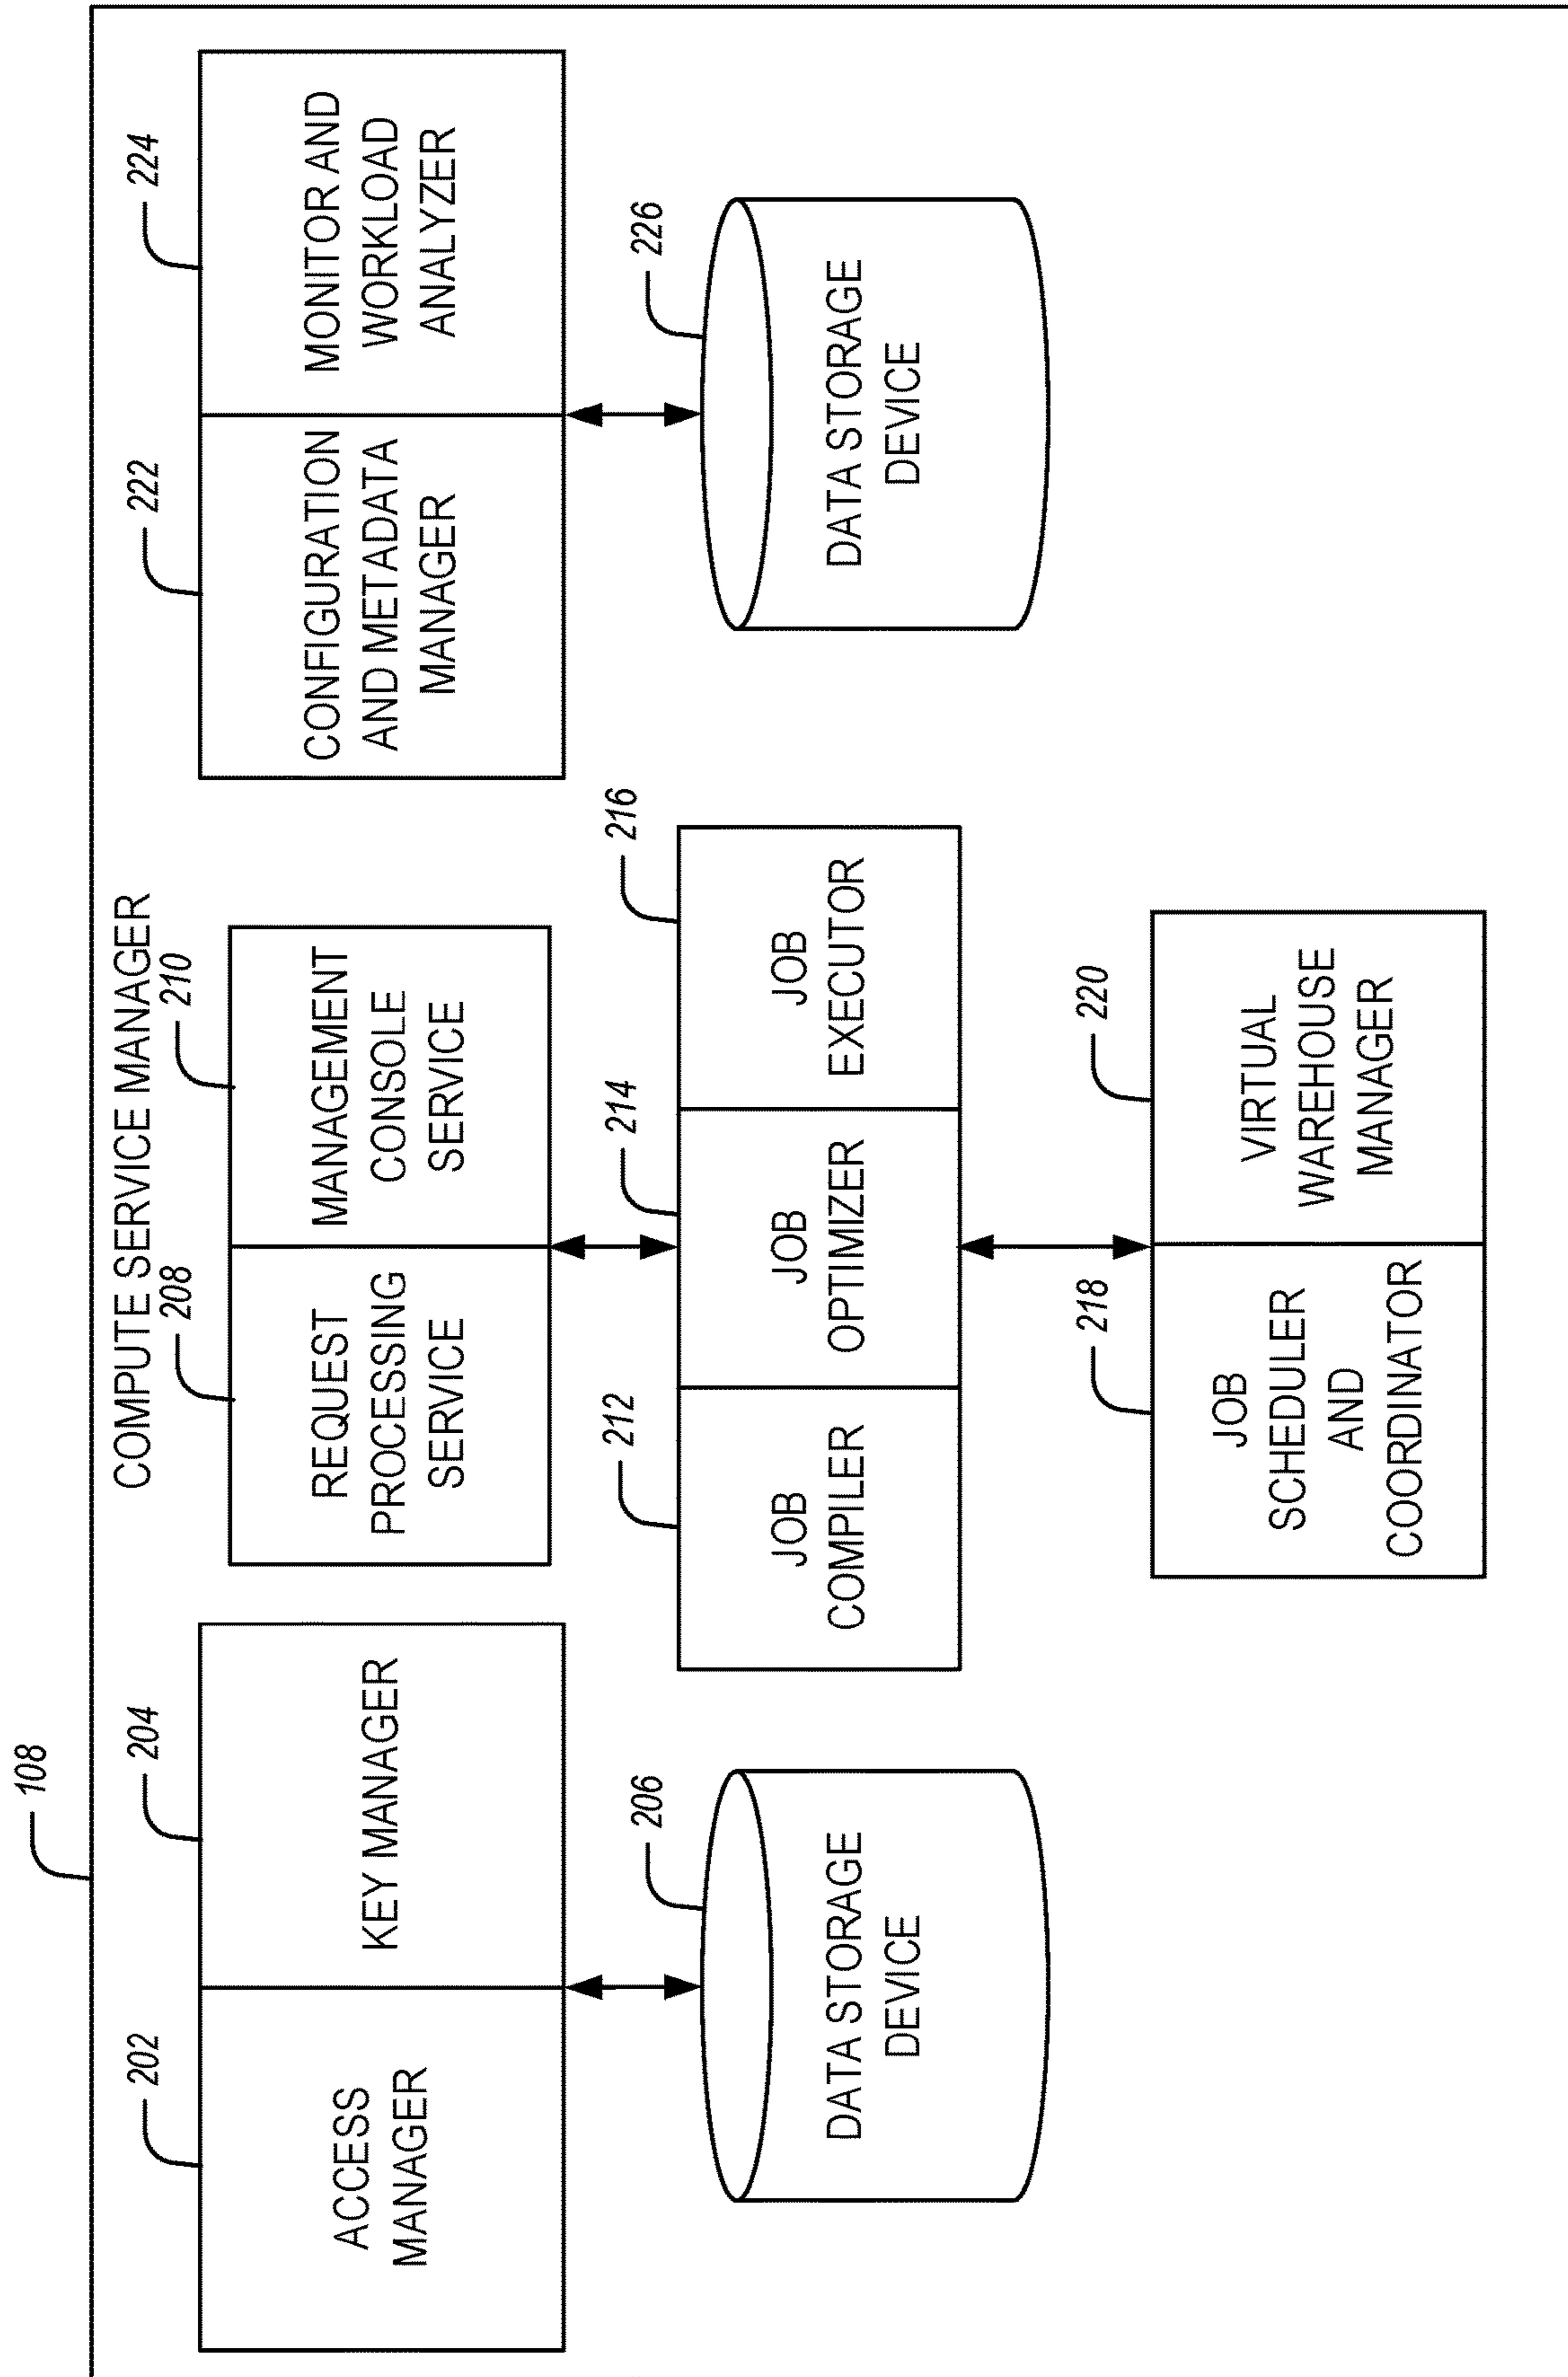 108
COMPUTE SERVICE MANAGER
202
204
ACCESS
MANAGER
KEY MANAGER
206
DATA STORAGE
DEVICE
208
210
REQUEST
PROCESSING
SERVICE
MANAGEMENT
CONSOLE
SERVICE
212
214
216
JOB
COMPILER
JOB
OPTIMIZER
JOB
EXECUTOR
218
220
JOB
SCHEDULER
AND
COORDINATOR
VIRTUAL
WAREHOUSE
MANAGER
222
224
CONFIGURATION
AND METADATA
MANAGER
MONITOR AND
WORKLOAD
ANALYZER
226
DATA STORAGE
DEVICE